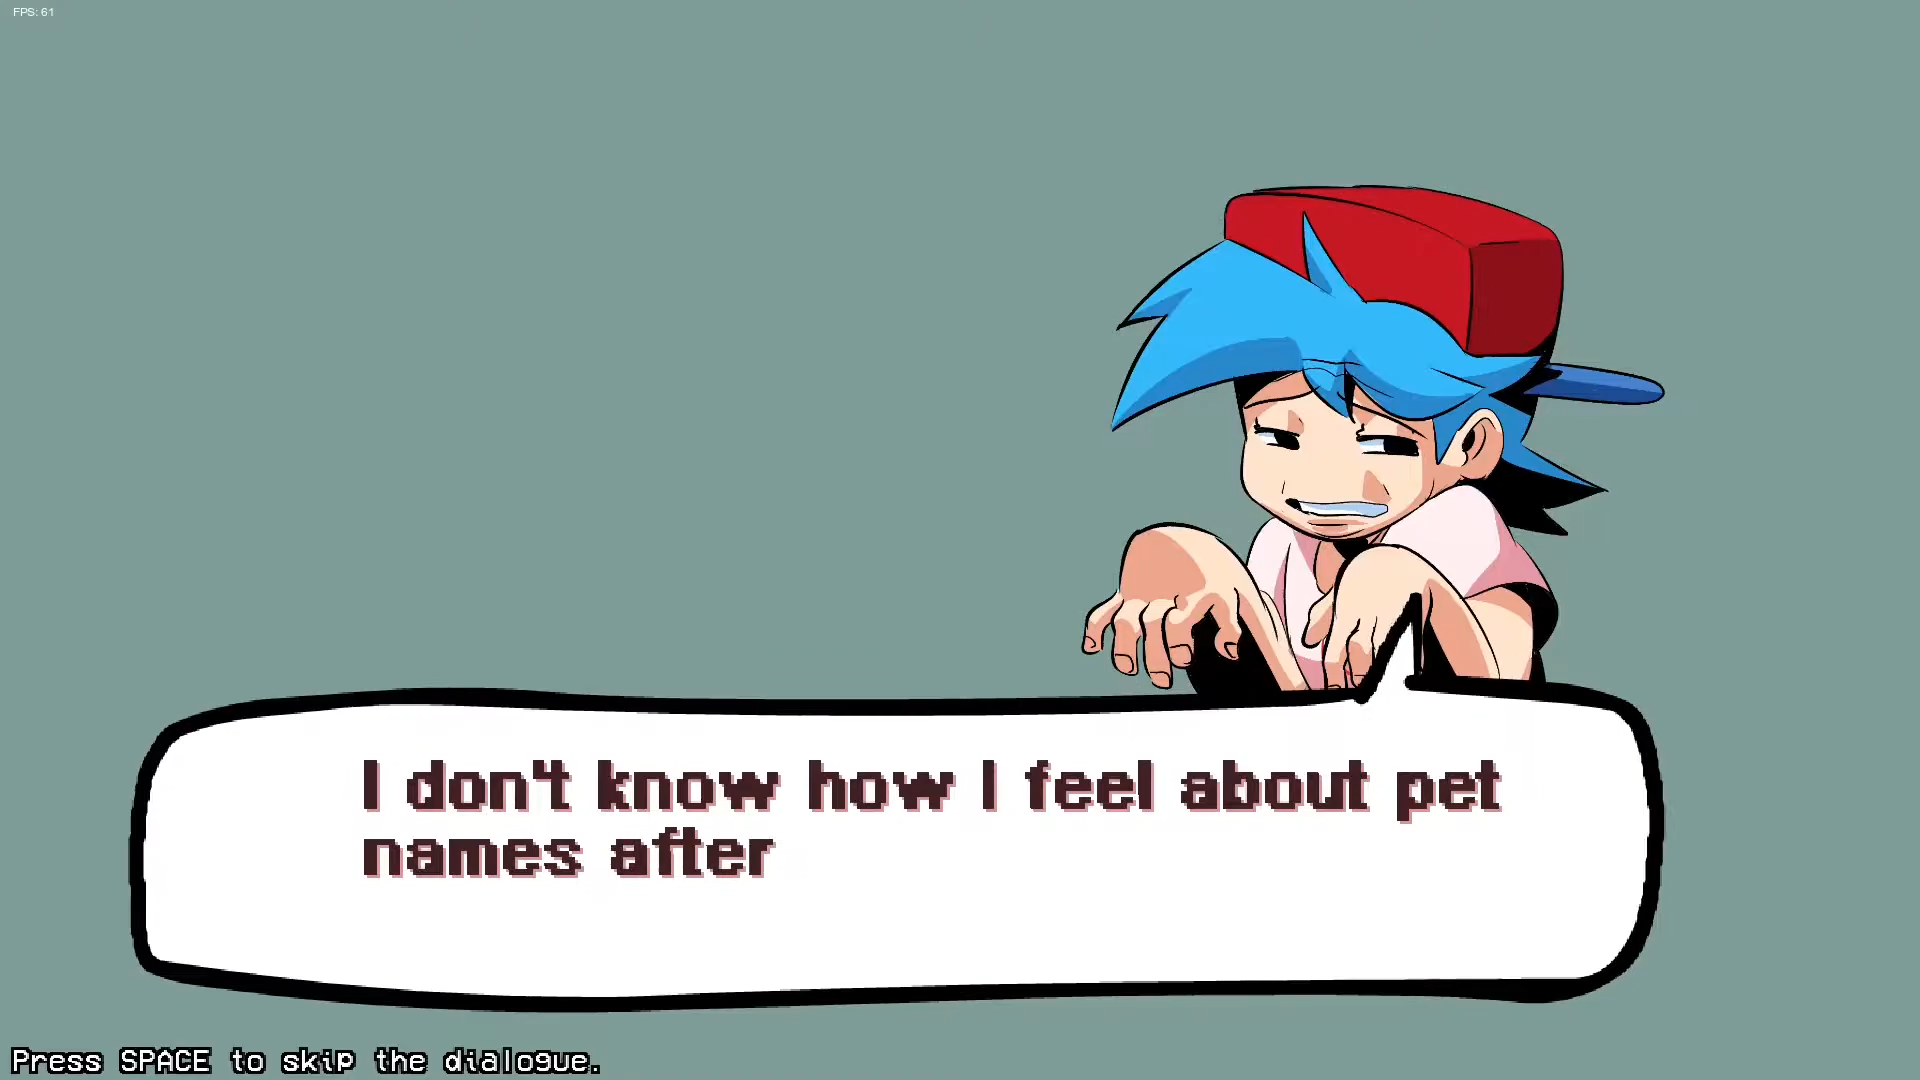 FPS: 61
I don't know how I feel about pet
names after
Press SPACE to skip the dialogue.